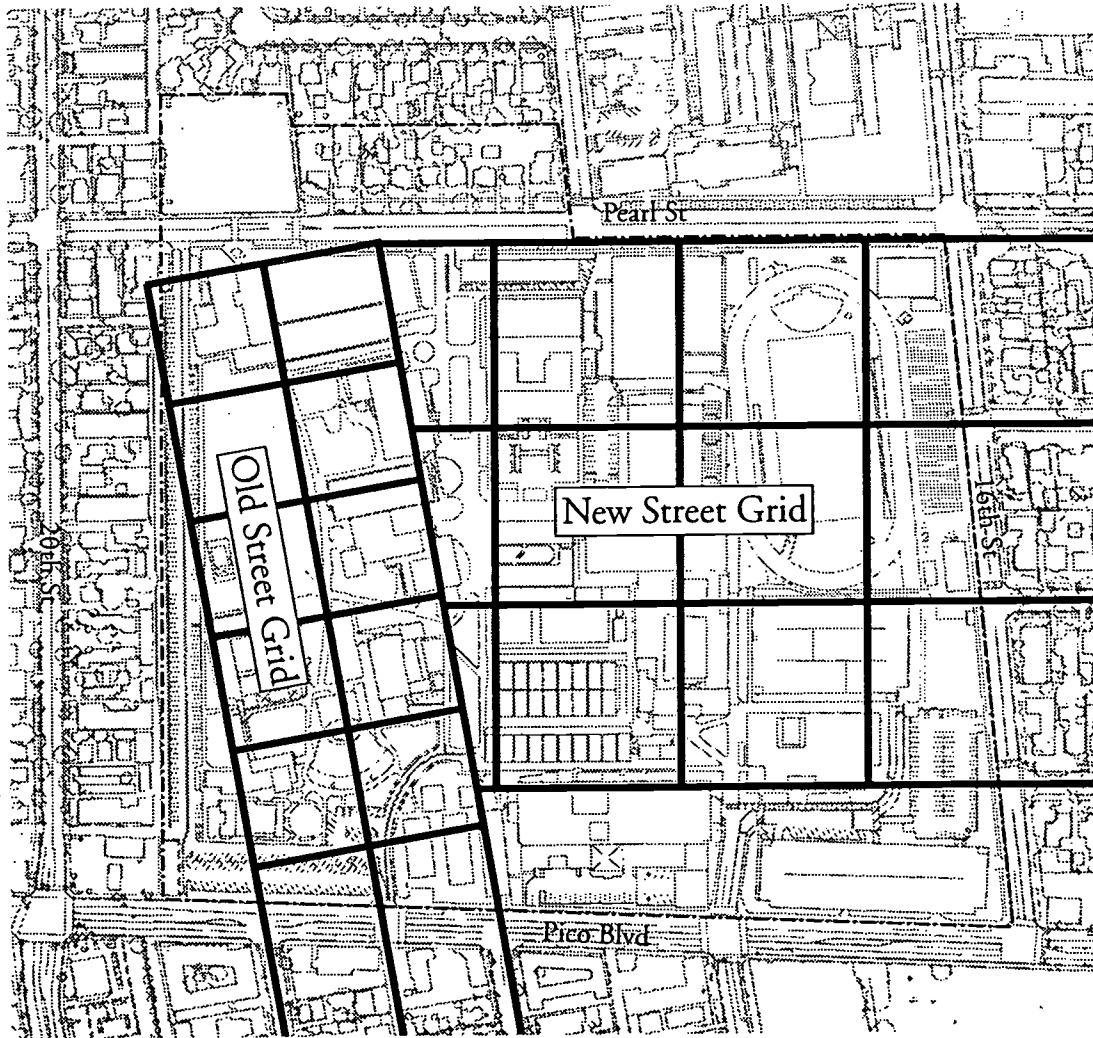 Pearl St
Old Street Grid
New Street Grid
20th St
16th St
Pico Blvd